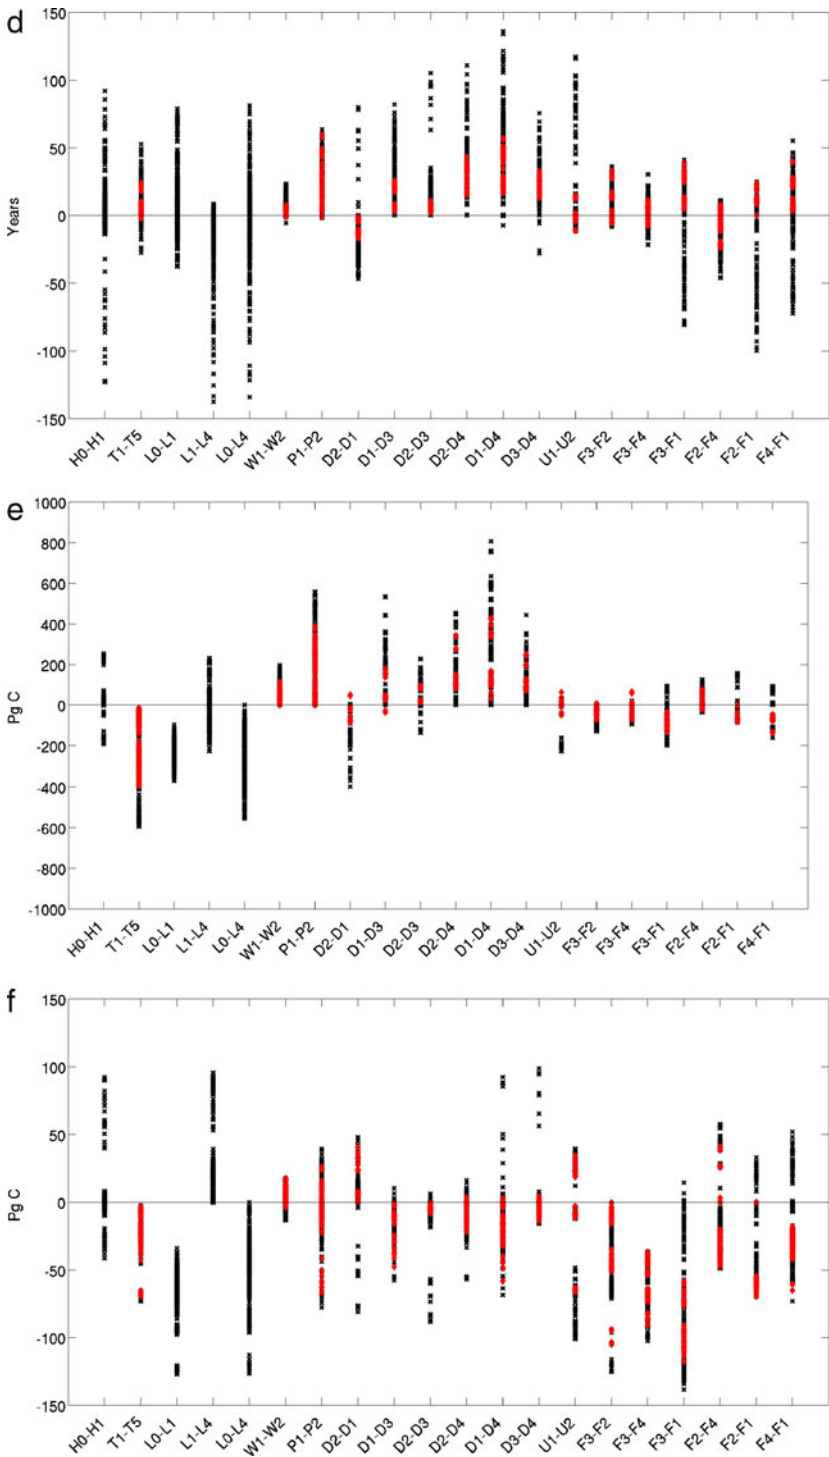 d
150
100
50
0
-50
-100
-150
Years
H0-H1 T1-T5 L0-L1 L1-L4 L0-L4 W1-W2 P1-P2 D2-D1 D1-D3 D2-D3 D2-D4 D1-D4 D3-D4 U1-U2 F3-F2 F3-F4 F3-F1 F2-F4 F2-F1 F4-F1
e
1000
800
600
400
200
0
-200
-400
-600
-800
-1000
Pg C
H0-H1 T1-T5 L0-L1 L1-L4 L0-L4 W1-W2 P1-P2 D2-D1 D1-D3 D2-D3 D2-D4 D1-D4 D3-D4 U1-U2 F3-F2 F3-F4 F3-F1 F2-F4 F2-F1 F4-F1
f
150
100
50
0
-50
-100
-150
Pg C
H0-H1 T1-T5 L0-L1 L1-L4 L0-L4 W1-W2 P1-P2 D2-D1 D1-D3 D2-D3 D2-D4 D1-D4 D3-D4 U1-U2 F3-F2 F3-F4 F3-F1 F2-F4 F2-F1 F4-F1